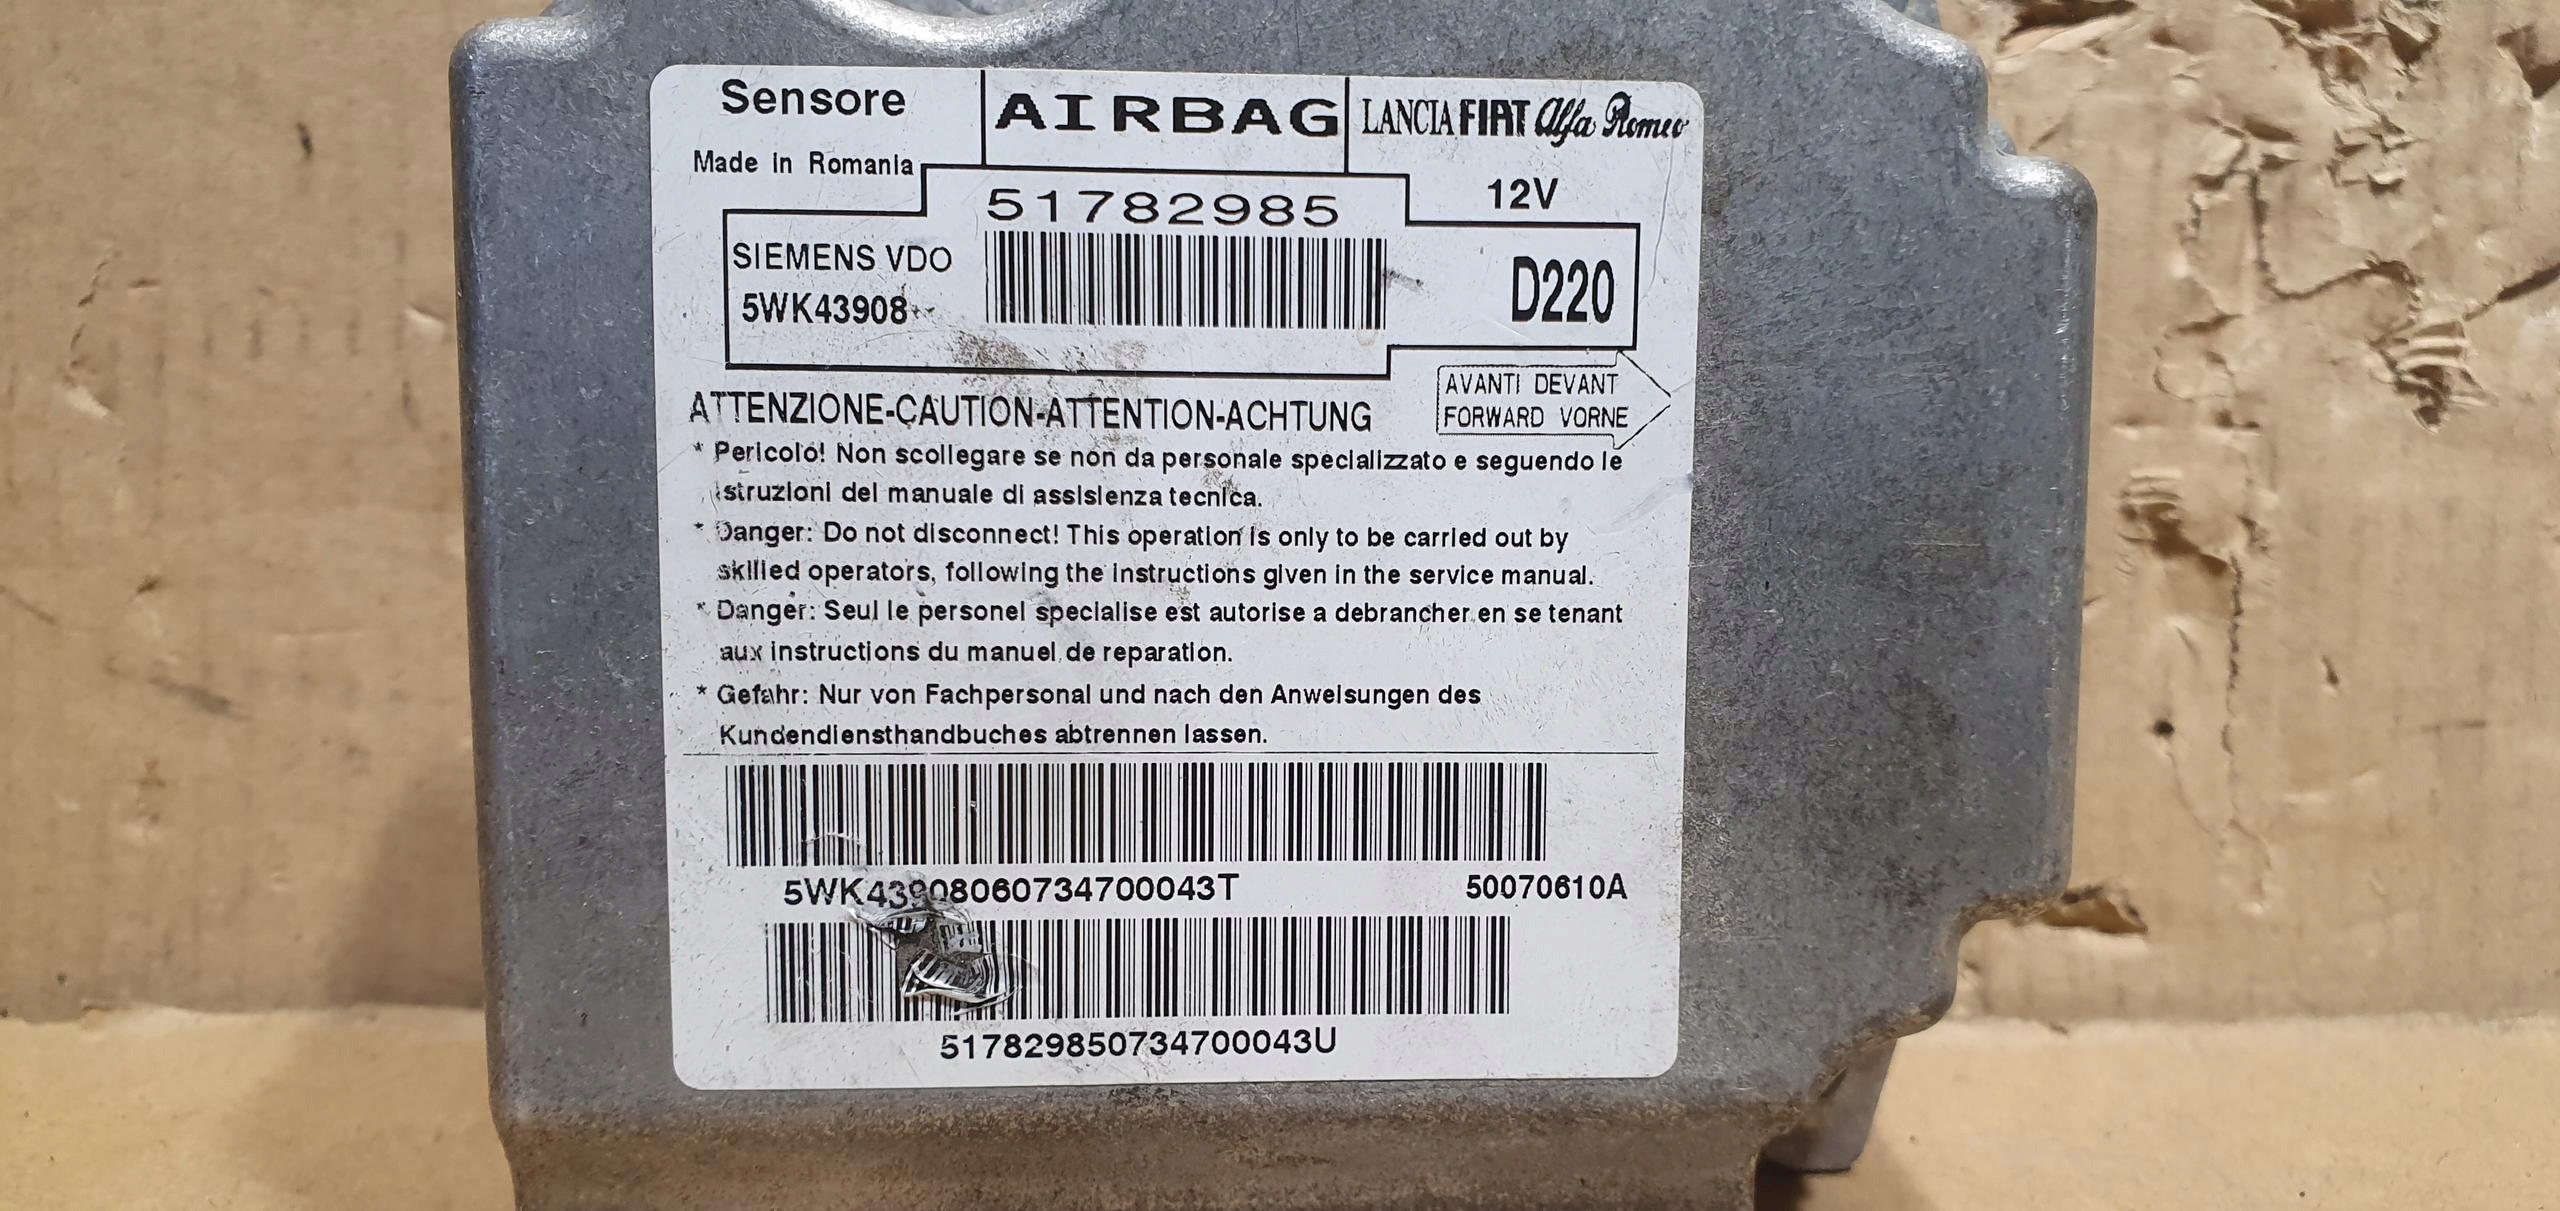 Sensore
AIRBAG
LANCIA FIAT Alfa Romeo
Made in Romania
51782985
12V
SIEMENS VDO
5WK43908
D220
AVANTI DEVANT
FORWARD VORNE
ATTENZIONE-CAUTION-ATTENTION-ACHTUNG
* Pericolo! Non scollegare se non da personale specializzato e seguendo le
istruzioni del manuale di assislenza tecnica.
* Danger: Do not disconnect! This operation is only to be carried out by
skilled operators, following the instructions given in the service manual.
* Danger: Seul le personel specialise est autorise a debrancher en se tenant
aux instructions du manuel de reparation.
* Gefahr: Nur von Fachpersonal und nach den Anweisungen des
Kundendiensthandbuches abtrennen lassen.
5WK43908060734700043T
50070610A
517829850734700043U